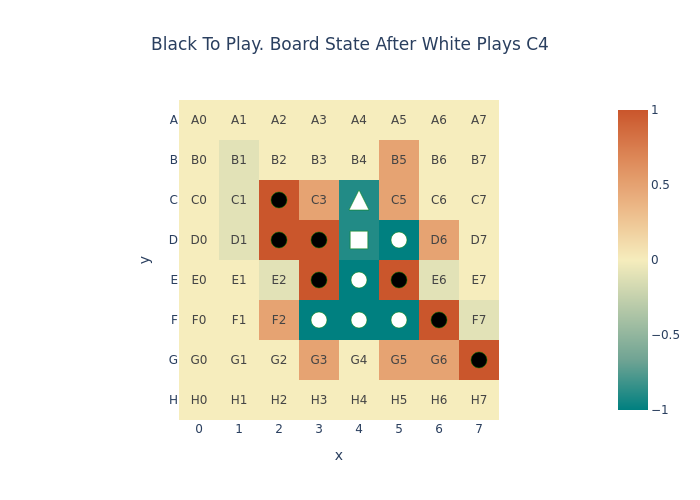 Black To Play. Board State After White Plays C4
A A0 A1 A2 A3 A4 A5 A6 A7
B B0 B1 B2 B3 B4 B5 B6 B7
C C0 C1 C3 C5 C6 C7
D D0 D1 D6 D7
E E0 E1 E2 E6 E7
F F0 F1 F2 F7
G G0 G1 G2 G3 G4 G5 G6
H H0 H1 H2 H3 H4 H5 H6 H7
0 1 2 3 4 5 6 7
x
y
1
0.5
0
−0.5
−1